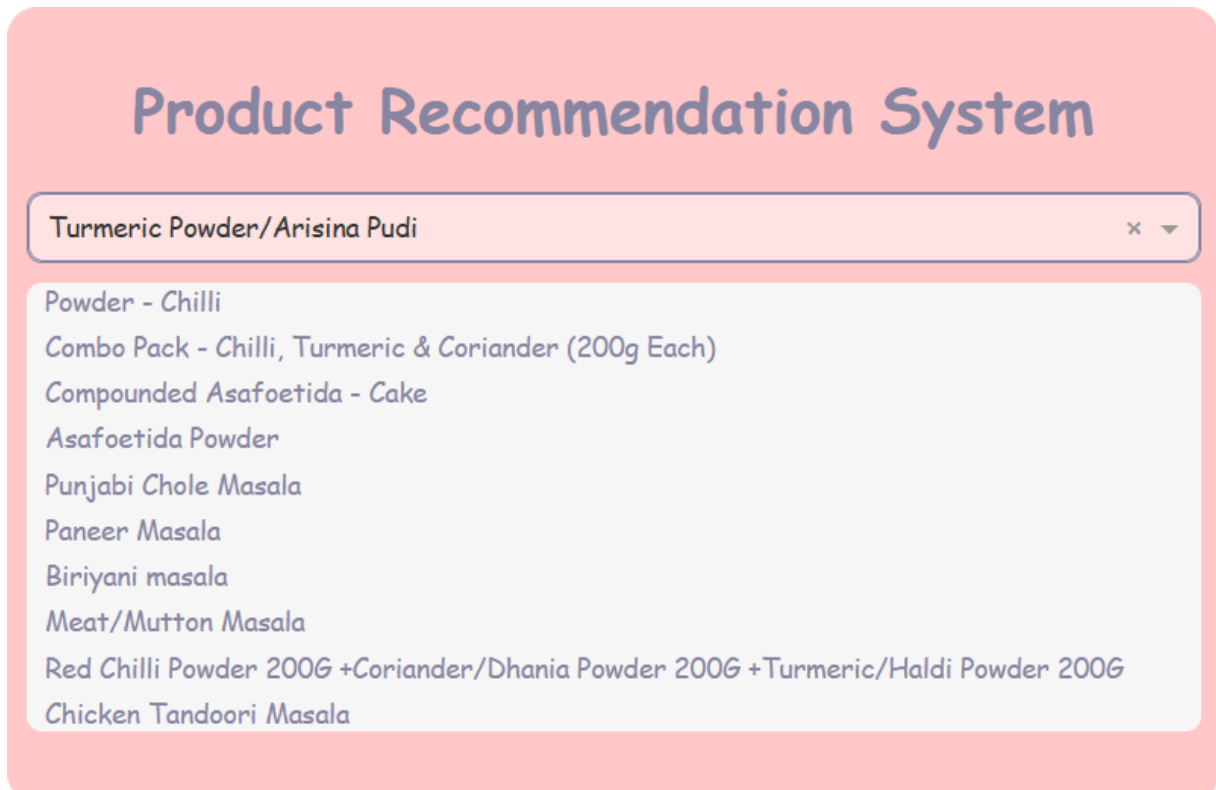 Product Recommendation System
Turmeric Powder/Arisina Pudi
Powder - Chilli
Combo Pack - Chilli, Turmeric & Coriander (200g Each)
Compounded Asafoetida - Cake
Asafoetida Powder
Punjabi Chole Masala
Paneer Masala
Biriyani masala
Meat/Mutton Masala
Red Chilli Powder 200G +Coriander/Dhania Powder 200G +Turmeric/Haldi Powder 200G
Chicken Tandoori Masala